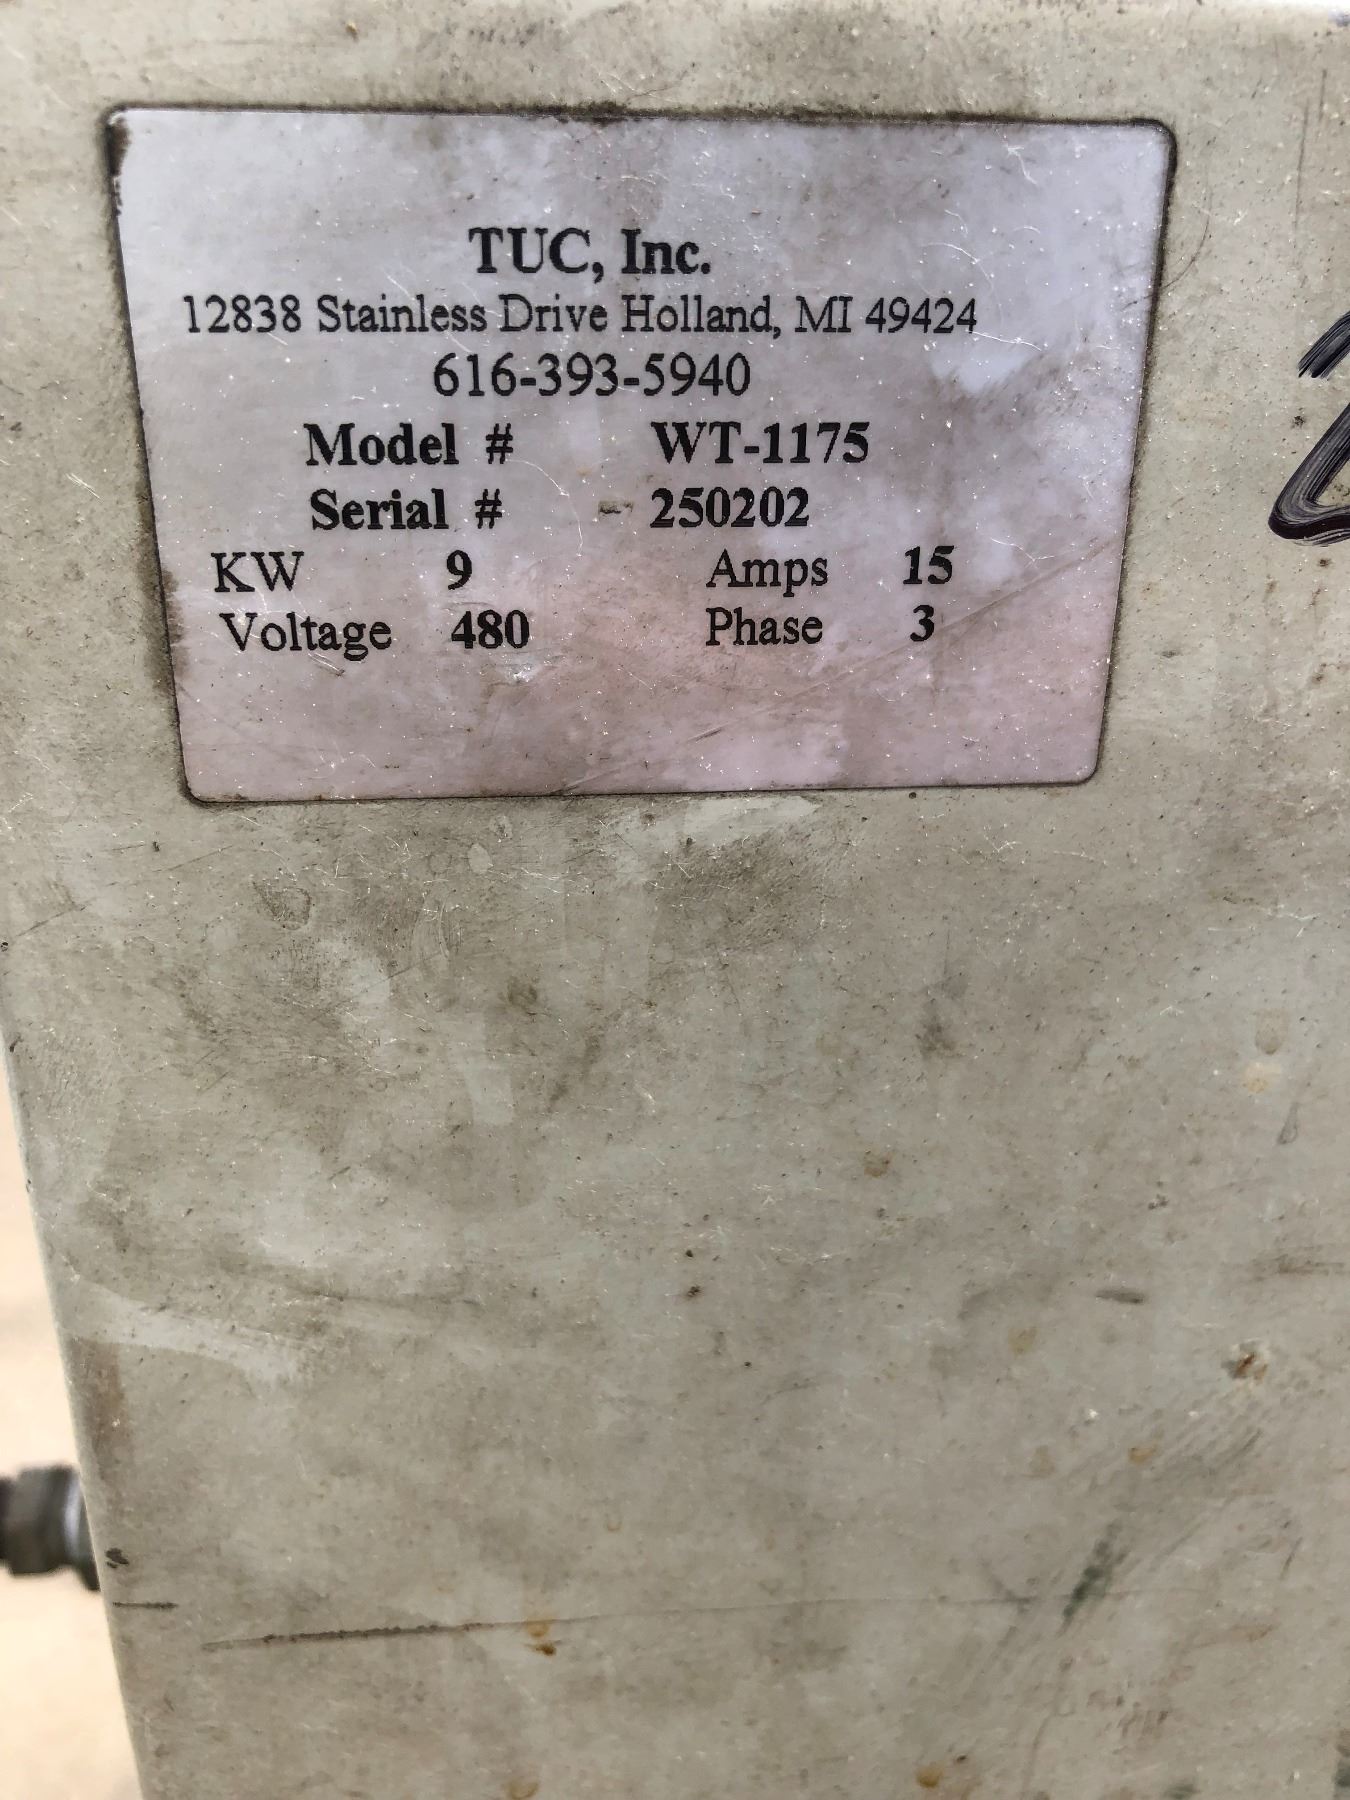 TUC, Inc.
12838 Stainless Drive Holland, MI 49424
616-393-5940
Model # WT-1175
Serial # 250202
KW 9 Amps 15
Voltage 480 Phase 3